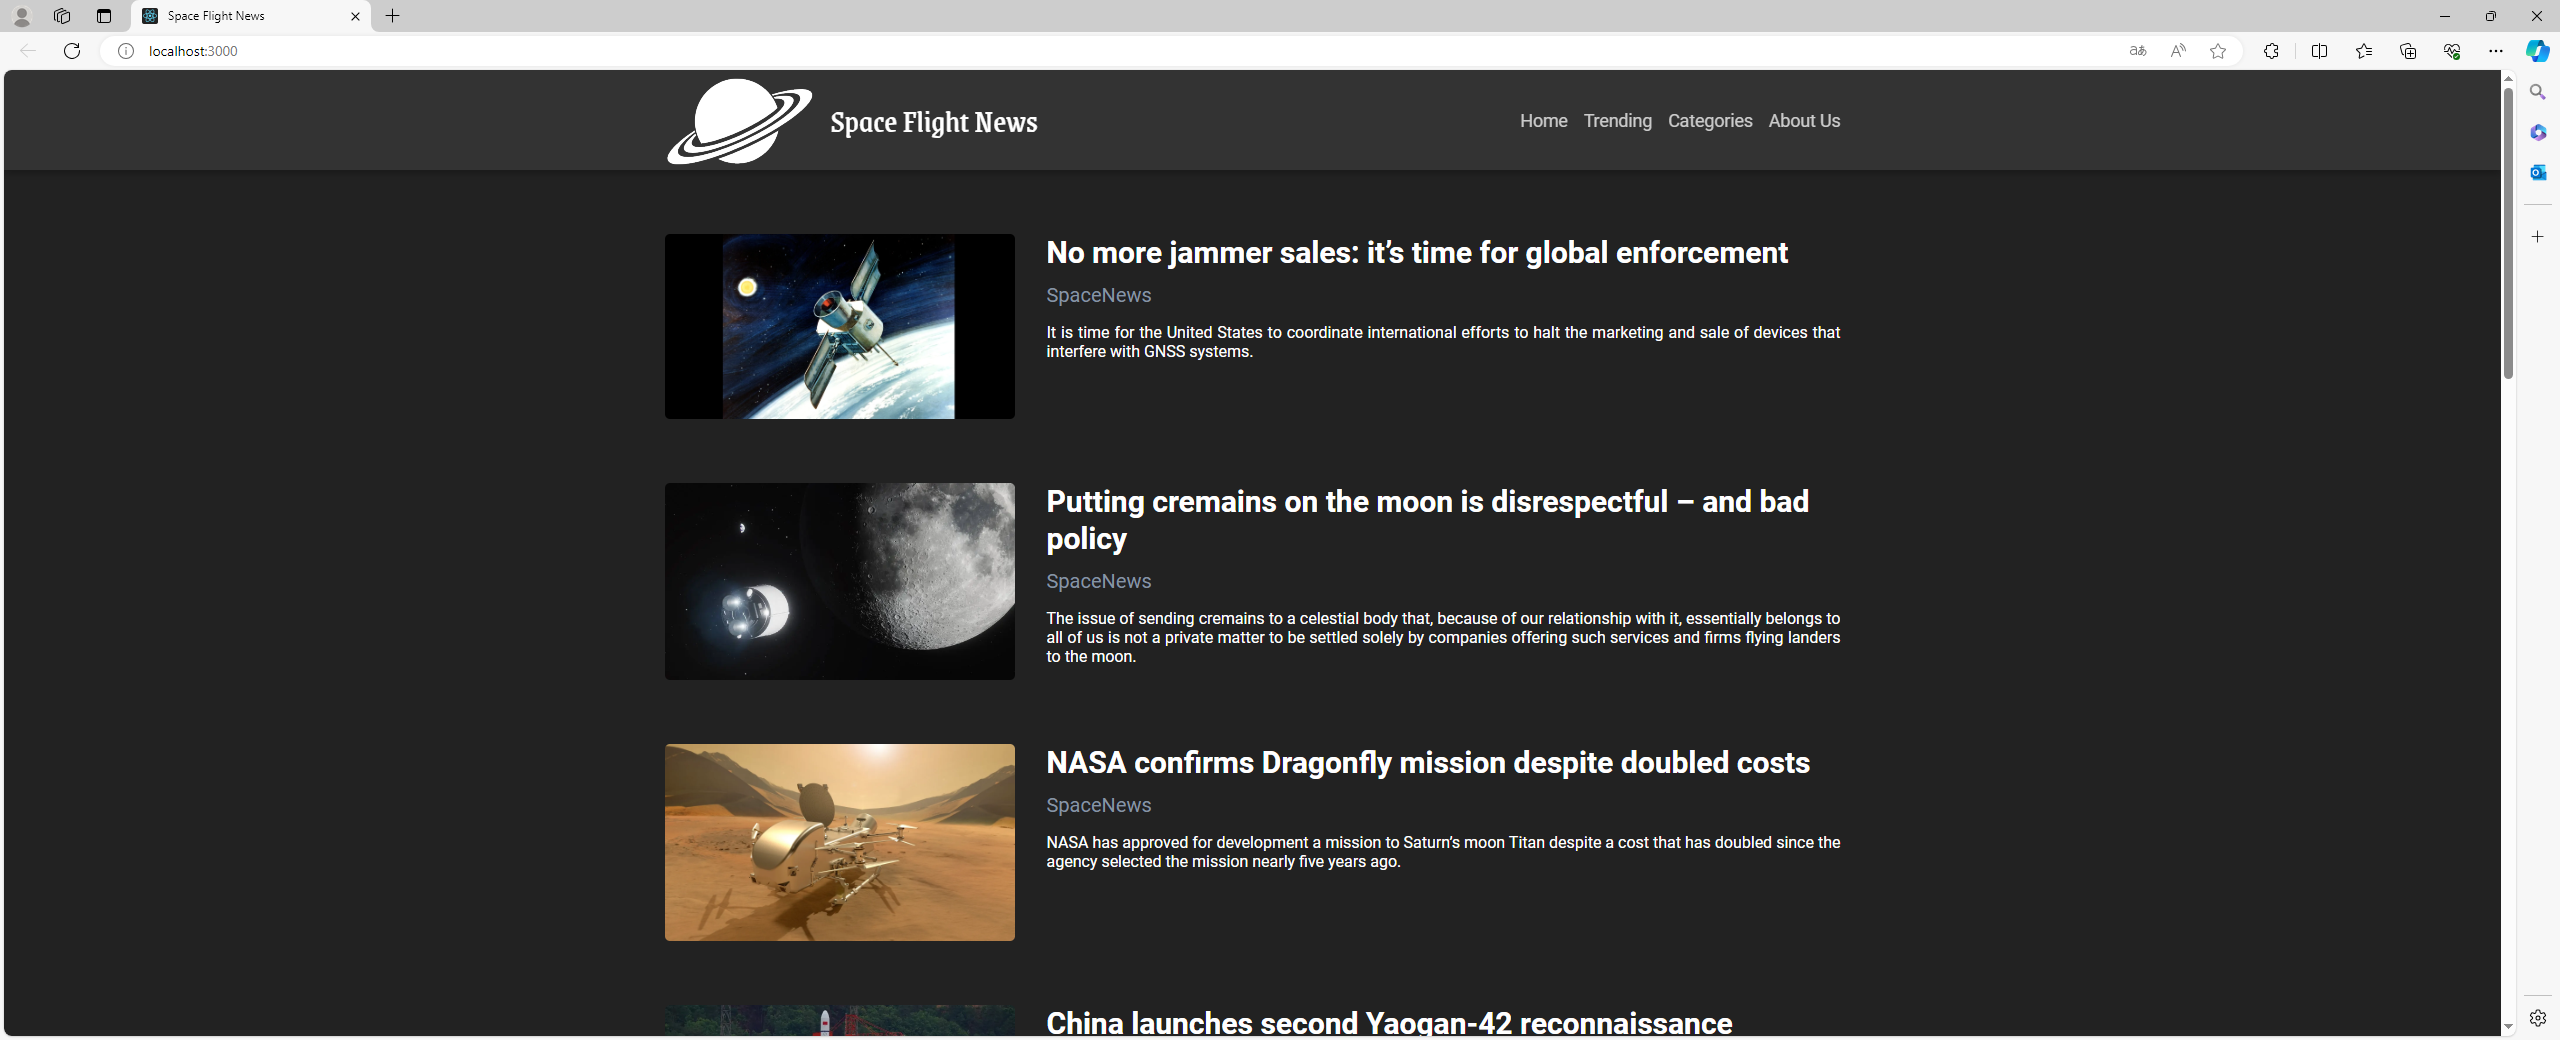 Space Flight News
localhost:3000
Space Flight News
Home Trending Categories About Us
No more jammer sales: it’s time for global enforcement
SpaceNews
It is time for the United States to coordinate international efforts to halt the marketing and sale of devices that
interfere with GNSS systems.
Putting cremains on the moon is disrespectful – and bad
policy
SpaceNews
The issue of sending cremains to a celestial body that, because of our relationship with it, essentially belongs to
all of us is not a private matter to be settled solely by companies offering such services and firms flying landers
to the moon.
NASA confirms Dragonfly mission despite doubled costs
SpaceNews
NASA has approved for development a mission to Saturn’s moon Titan despite a cost that has doubled since the
agency selected the mission nearly five years ago.
China launches second Yaogan-42 reconnaissance